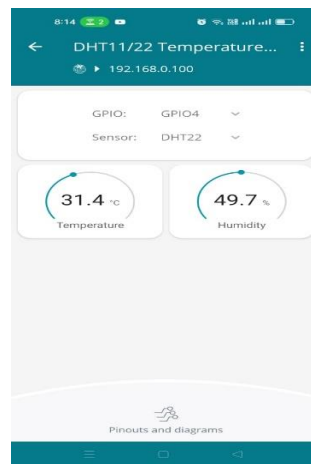 8:14
DHT11/22 Temperature...
192.168.0.100
GPIO: GPIO4
Sensor: DHT22
31.4 °C
Temperature
49.7 %
Humidity
Pinouts and diagrams